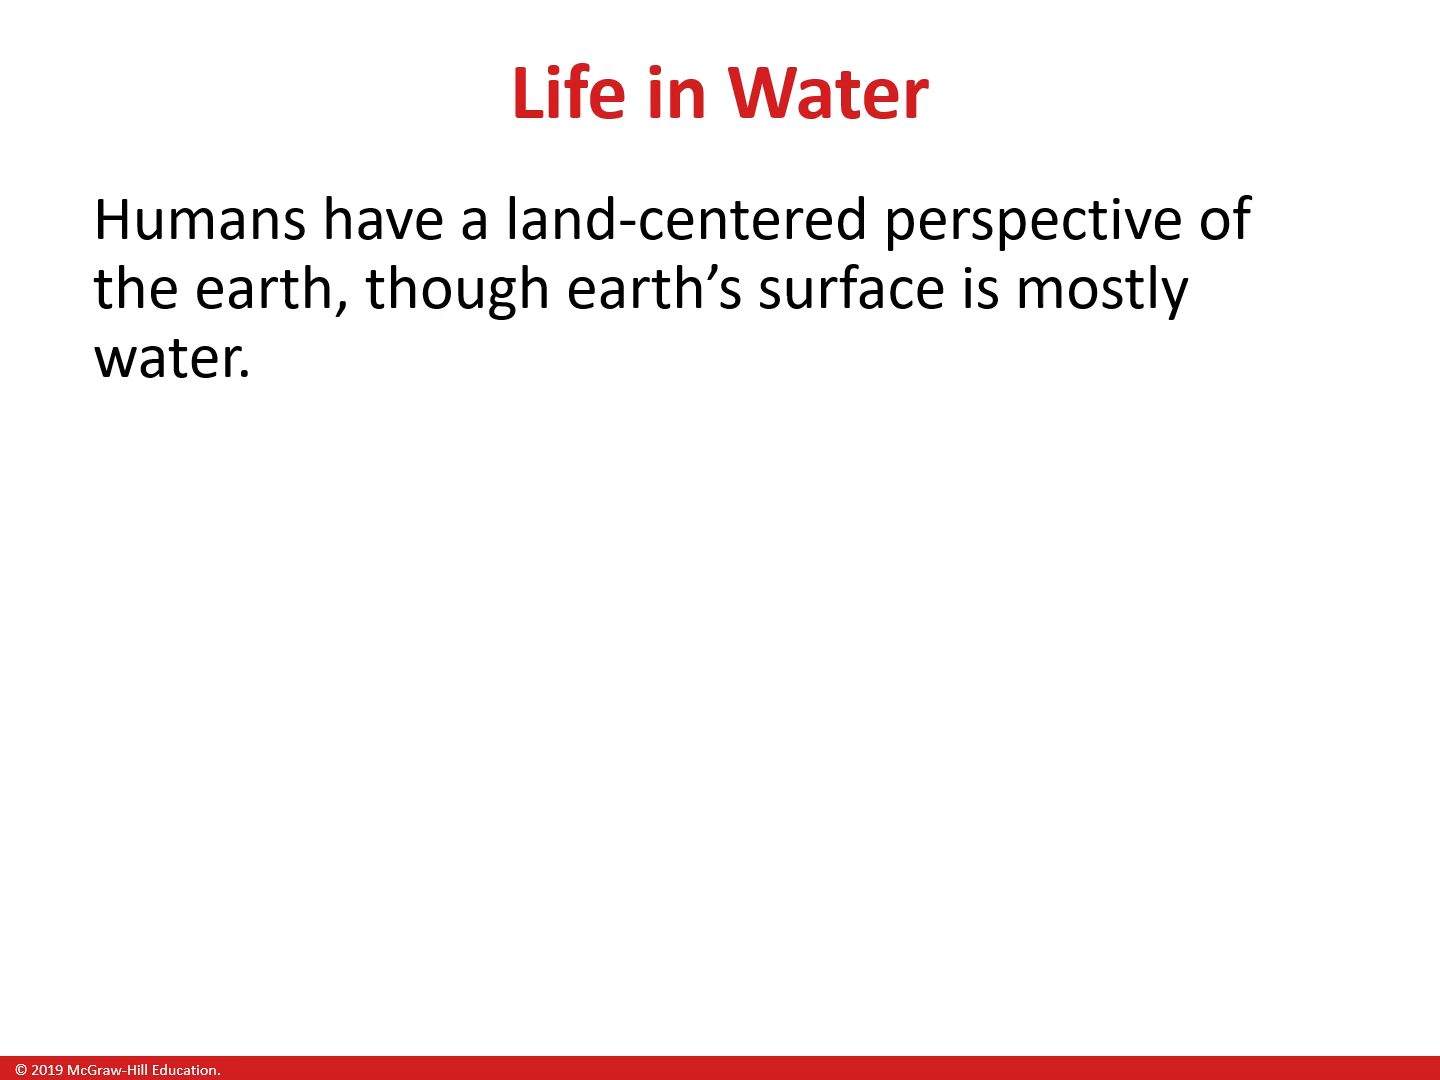 Life in Water
Humans have a land-centered perspective of
the earth, though earth’s surface is mostly
water.
© 2019 McGraw-Hill Education.